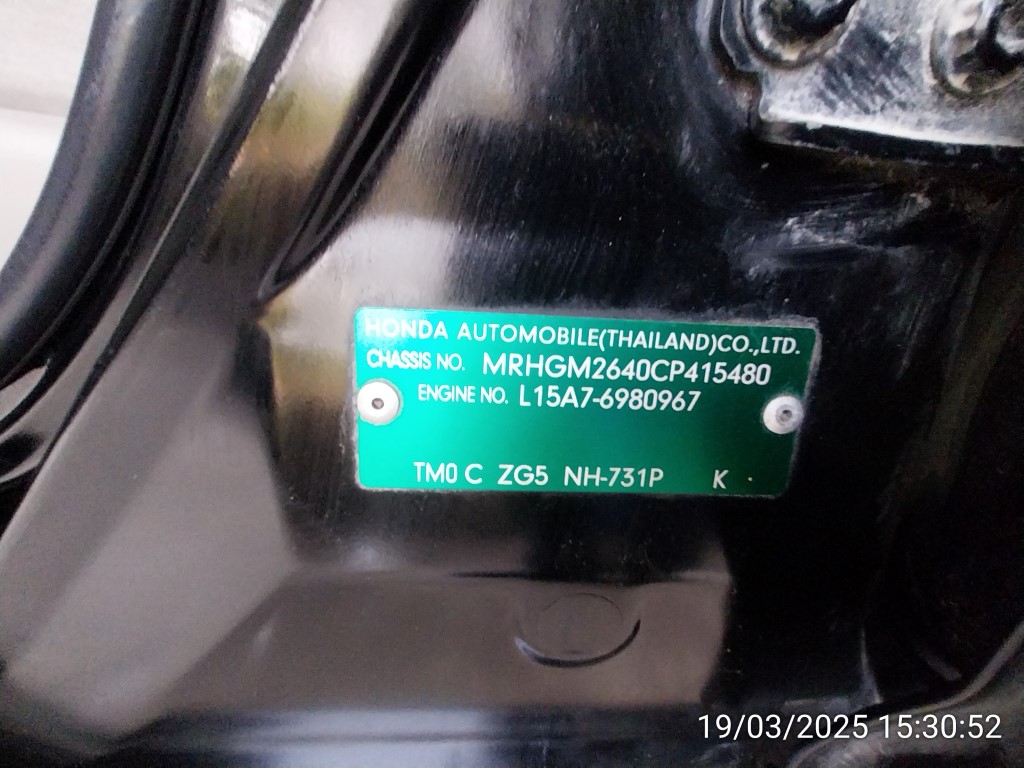 HONDA AUTOMOBILE(THAILAND)CO.,LTD.
CHASSIS NO. MRHGM2640CP415480
ENGINE NO. L15A7-6980967
TM0 C ZG5 NH-731P K
19/03/2025 15:30:52